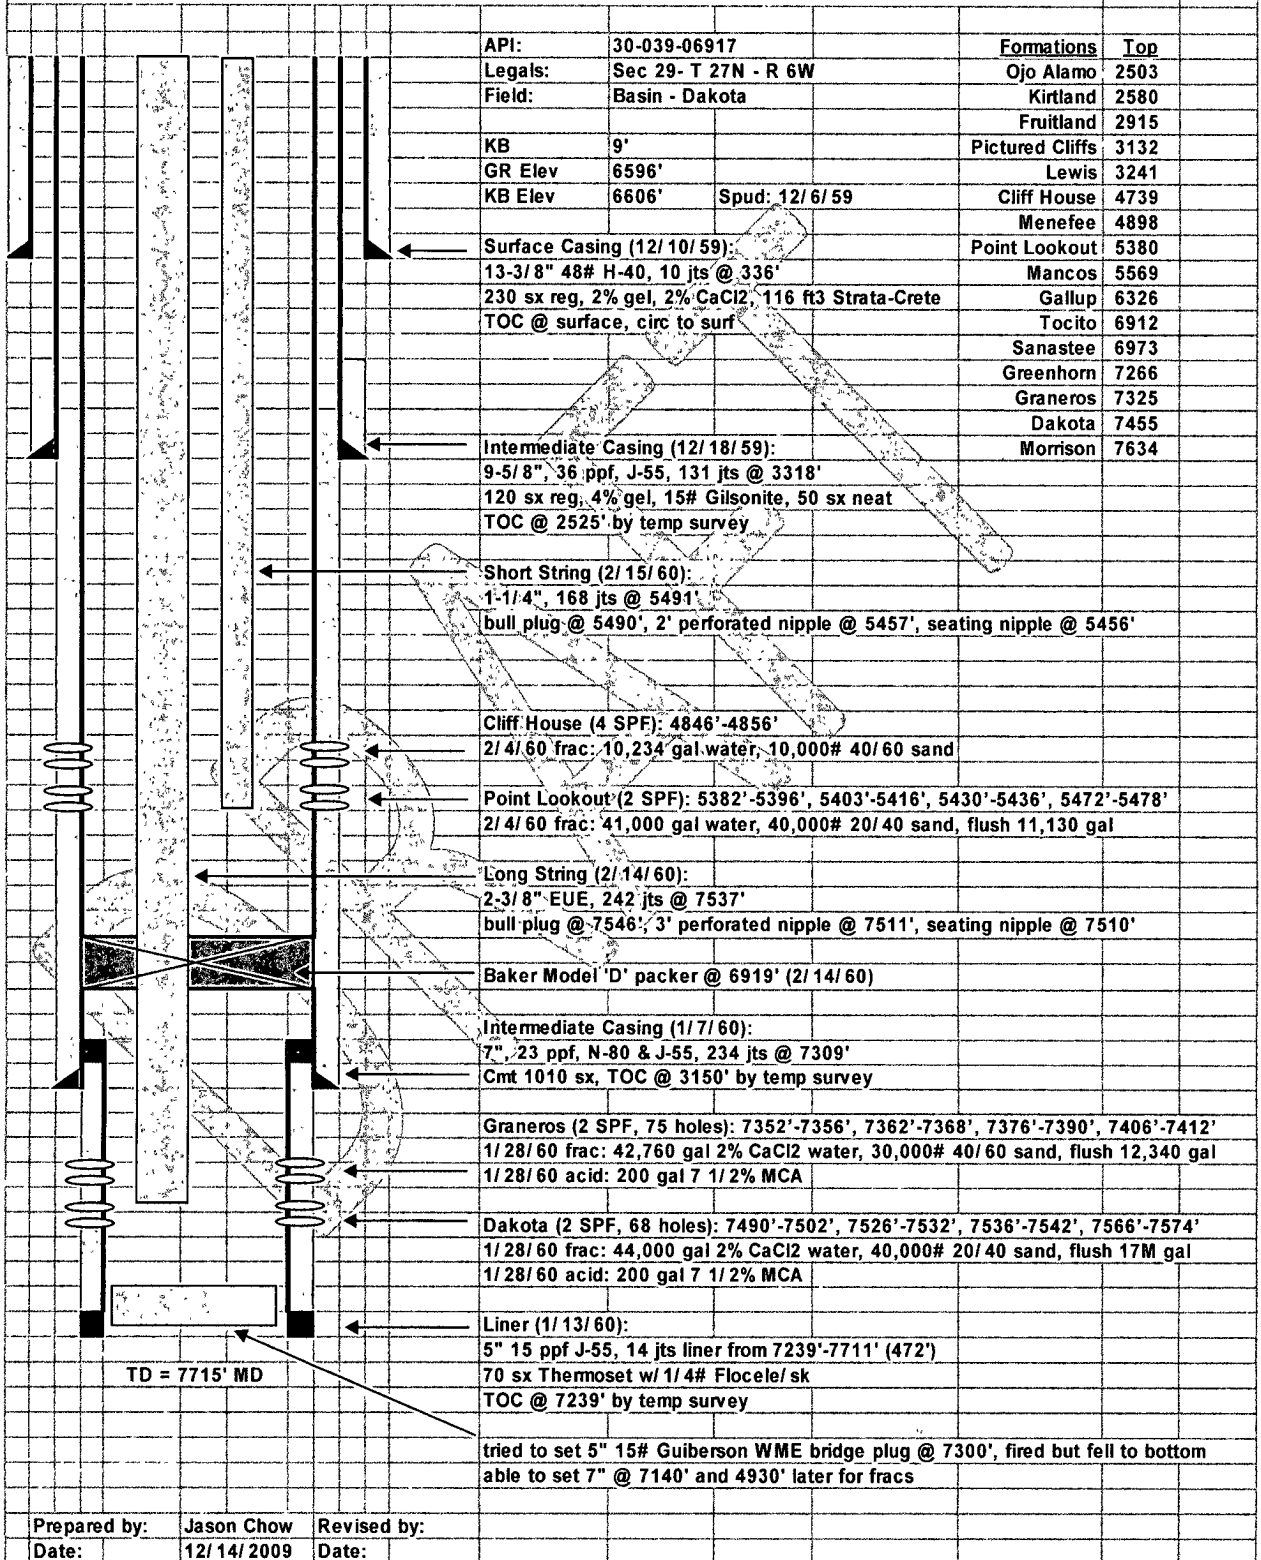 API: 30-039-06917
Legals: Sec 29- T 27N - R 6W
Field: Basin - Dakota
KB 9'
GR Elev 6596'
KB Elev 6606' Spud: 12/6/59
Formations Top
Ojo Alamo 2503
Kirtland 2580
Fruitland 2915
Pictured Cliffs 3132
Lewis 3241
Cliff House 4739
Menefee 4898
Point Lookout 5380
Mancos 5569
Gallup 6326
Tocito 6912
Sanastee 6973
Greenhorn 7266
Graneros 7325
Dakota 7455
Morrison 7634
Surface Casing (12/10/59):
13-3/8" 48# H-40, 10 jts @ 336'
230 sx reg, 2% gel, 2% CaCl2, 116 ft3 Strata-Crete
TOC @ surface, circ to surf
Intermediate Casing (12/18/59):
9-5/8", 36 ppf, J-55, 131 jts @ 3318'
120 sx reg, 4% gel, 15# Gilsonite, 50 sx neat
TOC @ 2525' by temp survey
Short String (2/15/60):
1-1/4", 168 jts @ 5491'
bull plug @ 5490', 2' perforated nipple @ 5457', seating nipple @ 5456'
Cliff House (4 SPF): 4846'-4856'
2/4/60 frac: 10,234 gal water, 10,000# 40/60 sand
Point Lookout (2 SPF): 5382'-5396', 5403'-5416', 5430'-5436', 5472'-5478'
2/4/60 frac: 41,000 gal water, 40,000# 20/40 sand, flush 11,130 gal
Long String (2/14/60):
2-3/8" EUE, 242 jts @ 7537'
bull plug @ 7546', 3' perforated nipple @ 7511', seating nipple @ 7510'
Baker Model 'D' packer @ 6919' (2/14/60)
Intermediate Casing (1/7/60):
7", 23 ppf, N-80 & J-55, 234 jts @ 7309'
Cmt 1010 sx, TOC @ 3150' by temp survey
Graneros (2 SPF, 75 holes): 7352'-7356', 7362'-7368', 7376'-7390', 7406'-7412'
1/28/60 frac: 42,760 gal 2% CaCl2 water, 30,000# 40/60 sand, flush 12,340 gal
1/28/60 acid: 200 gal 7 1/2% MCA
Dakota (2 SPF, 68 holes): 7490'-7502', 7526'-7532', 7536'-7542', 7566'-7574'
1/28/60 frac: 44,000 gal 2% CaCl2 water, 40,000# 20/40 sand, flush 17M gal
1/28/60 acid: 200 gal 7 1/2% MCA
Liner (1/13/60):
5" 15 ppf J-55, 14 jts liner from 7239'-7711' (472')
70 sx Thermoset w/ 1/4# Flocele/sk
TOC @ 7239' by temp survey
TD = 7715' MD
tried to set 5" 15# Guiberson WME bridge plug @ 7300', fired but fell to bottom
able to set 7" @ 7140' and 4930' later for fracs
Prepared by: Jason Chow Revised by:
Date: 12/14/2009 Date: